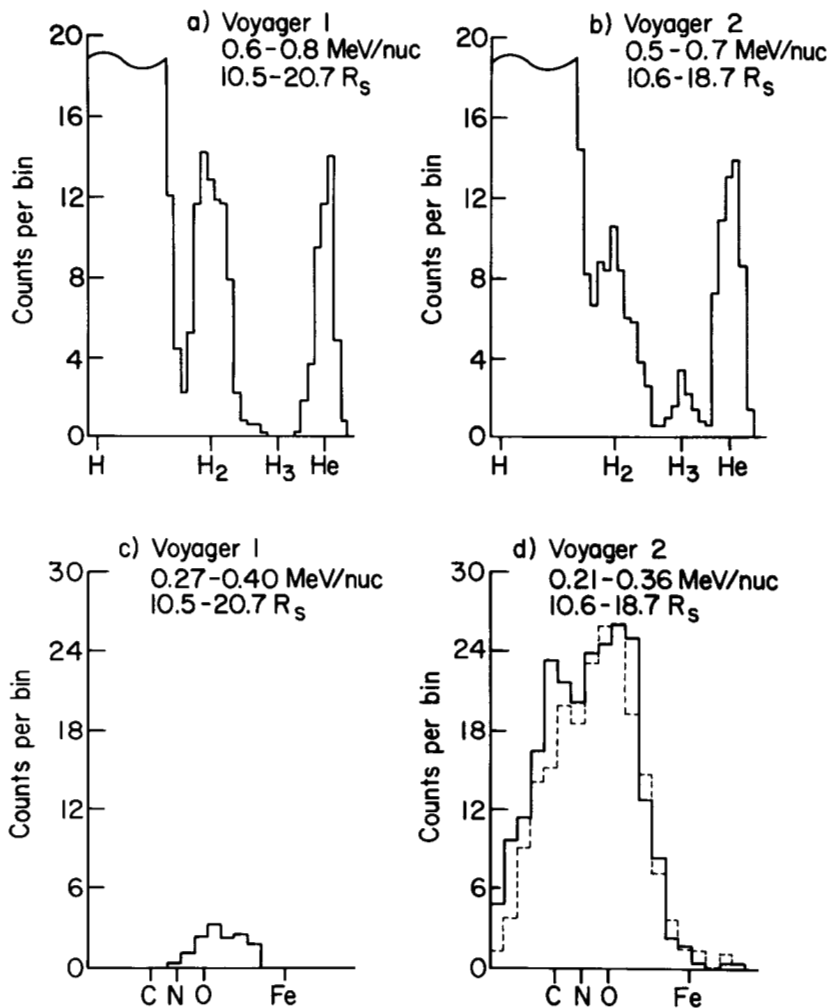 a) Voyager 1
0.6-0.8 MeV/nuc
10.5-20.7 Rs
20
16
12
8
4
0
Counts per bin
H H2 H3 He
b) Voyager 2
0.5-0.7 MeV/nuc
10.6-18.7 Rs
20
16
12
8
4
0
Counts per bin
H H2 H3 He
c) Voyager 1
0.27-0.40 MeV/nuc
10.5-20.7 Rs
30
24
18
12
6
0
Counts per bin
C N O Fe
d) Voyager 2
0.21-0.36 MeV/nuc
10.6-18.7 Rs
30
24
18
12
6
0
Counts per bin
C N O Fe